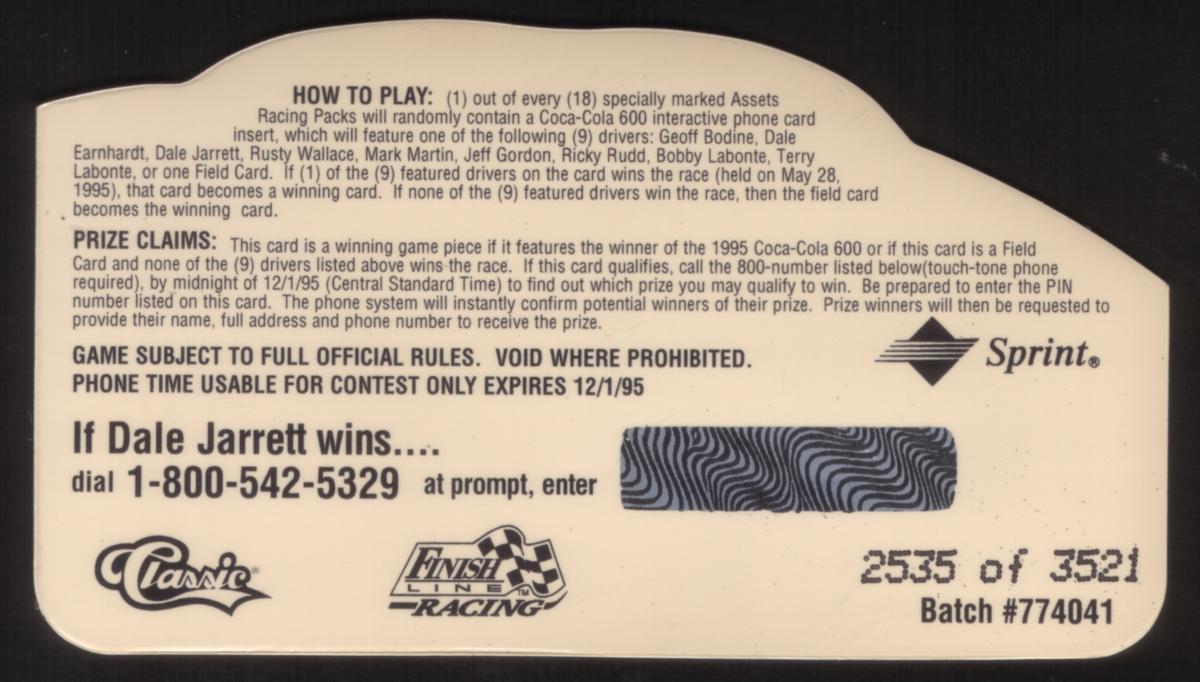 HOW TO PLAY: (1) out of every (18) specially marked Assets
Racing Packs will randomly contain a Coca-Cola 600 interactive phone card
insert, which will feature one of the following (9) drivers: Geoff Bodine, Dale
Earnhardt, Dale Jarrett, Rusty Wallace, Mark Martin, Jeff Gordon, Ricky Rudd, Bobby Labonte, Terry
Labonte, or one Field Card. If (1) of the (9) featured drivers on the card wins the race (held on May 28,
1995), that card becomes a winning card. If none of the (9) featured drivers win the race, then the field card
becomes the winning card.
PRIZE CLAIMS: This card is a winning game piece if it features the winner of the 1995 Coca-Cola 600 or if this card is a Field
Card and none of the (9) drivers listed above wins the race. If this card qualifies, call the 800-number listed below(touch-tone phone
required), by midnight of 12/1/95 (Central Standard Time) to find out which prize you may qualify to win. Be prepared to enter the PIN
number listed on this card. The phone system will instantly confirm potential winners of their prize. Prize winners will then be requested to
provide their name, full address and phone number to receive the prize.
GAME SUBJECT TO FULL OFFICIAL RULES. VOID WHERE PROHIBITED.
PHONE TIME USABLE FOR CONTEST ONLY EXPIRES 12/1/95
Sprint®
If Dale Jarrett wins....
dial 1-800-542-5329 at prompt, enter
Classic®
FINISH
LINE™
RACING
2535 of 3521
Batch #774041